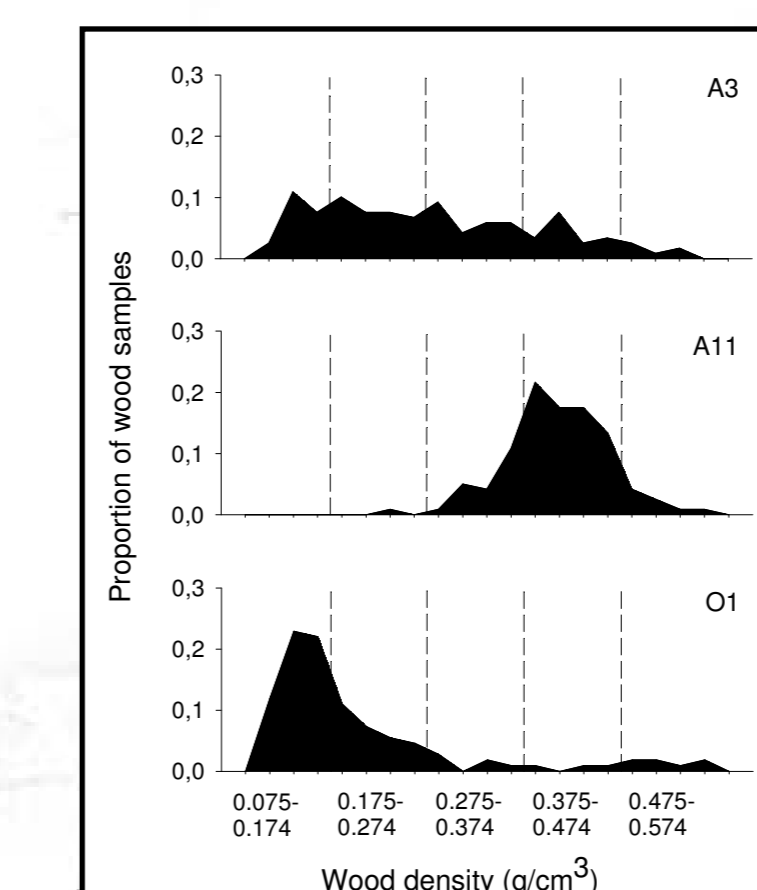 0,3
A3
0,2
0,1
0,0
0,3
A11
0,2
0,1
0,0
Proportion of wood samples
0,3
O1
0,2
0,1
0,0
0.075- 0.175- 0.275- 0.375- 0.475-
0.174 0.274 0.374 0.474 0.574
Wood density (g/cm³)